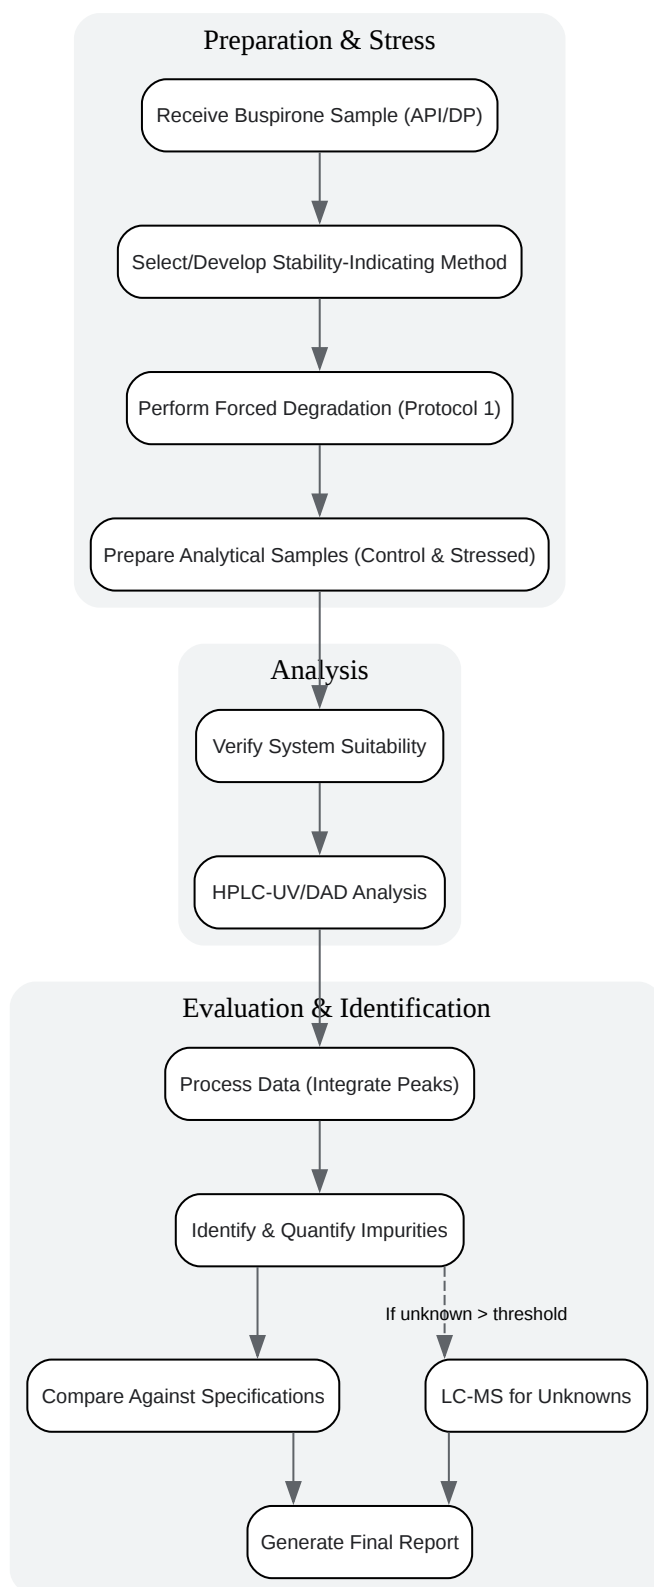 Preparation & Stress
Receive Buspirone Sample (API/DP)
Select/Develop Stability-Indicating Method
Perform Forced Degradation (Protocol 1)
Prepare Analytical Samples (Control & Stressed)
Analysis
Verify System Suitability
HPLC-UV/DAD Analysis
Evaluation & Identification
Process Data (Integrate Peaks)
Identify & Quantify Impurities
If unknown > threshold
Compare Against Specifications
LC-MS for Unknowns
Generate Final Report